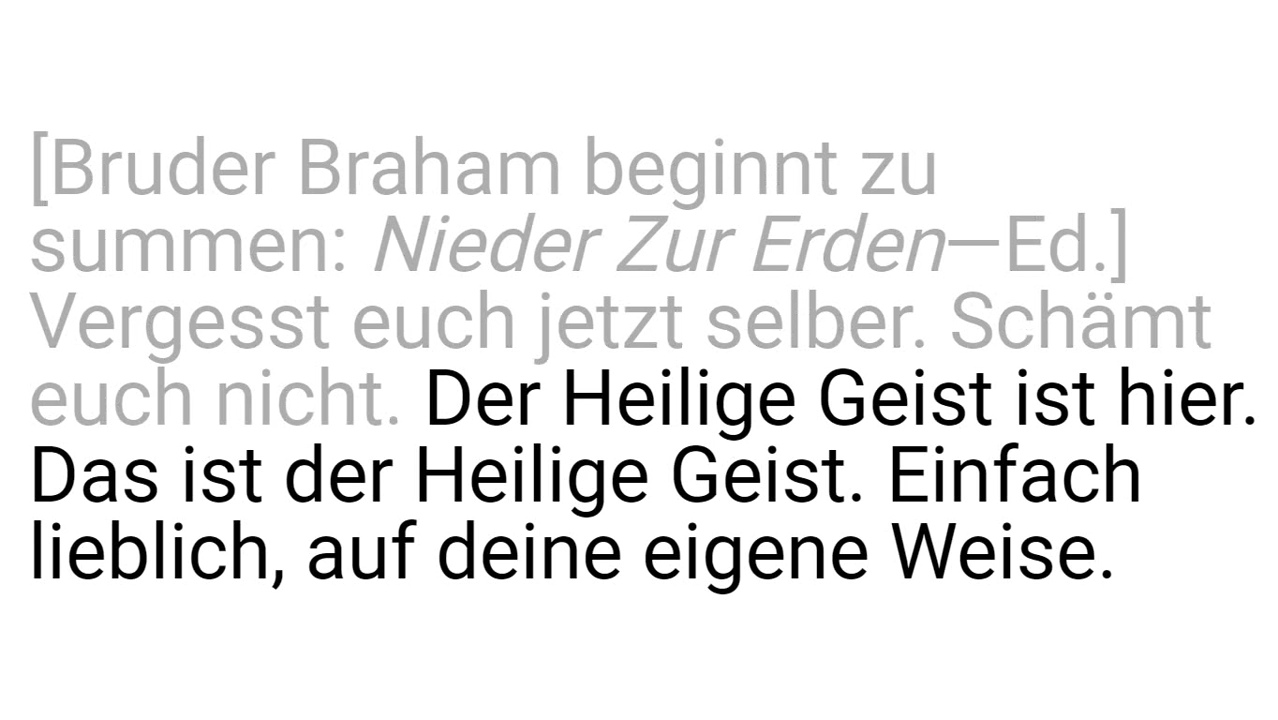 [Bruder Braham beginnt zu
summen: Nieder Zur Erden—Ed.]
Vergesst euch jetzt selber. Schämt
euch nicht. Der Heilige Geist ist hier.
Das ist der Heilige Geist. Einfach
lieblich, auf deine eigene Weise.